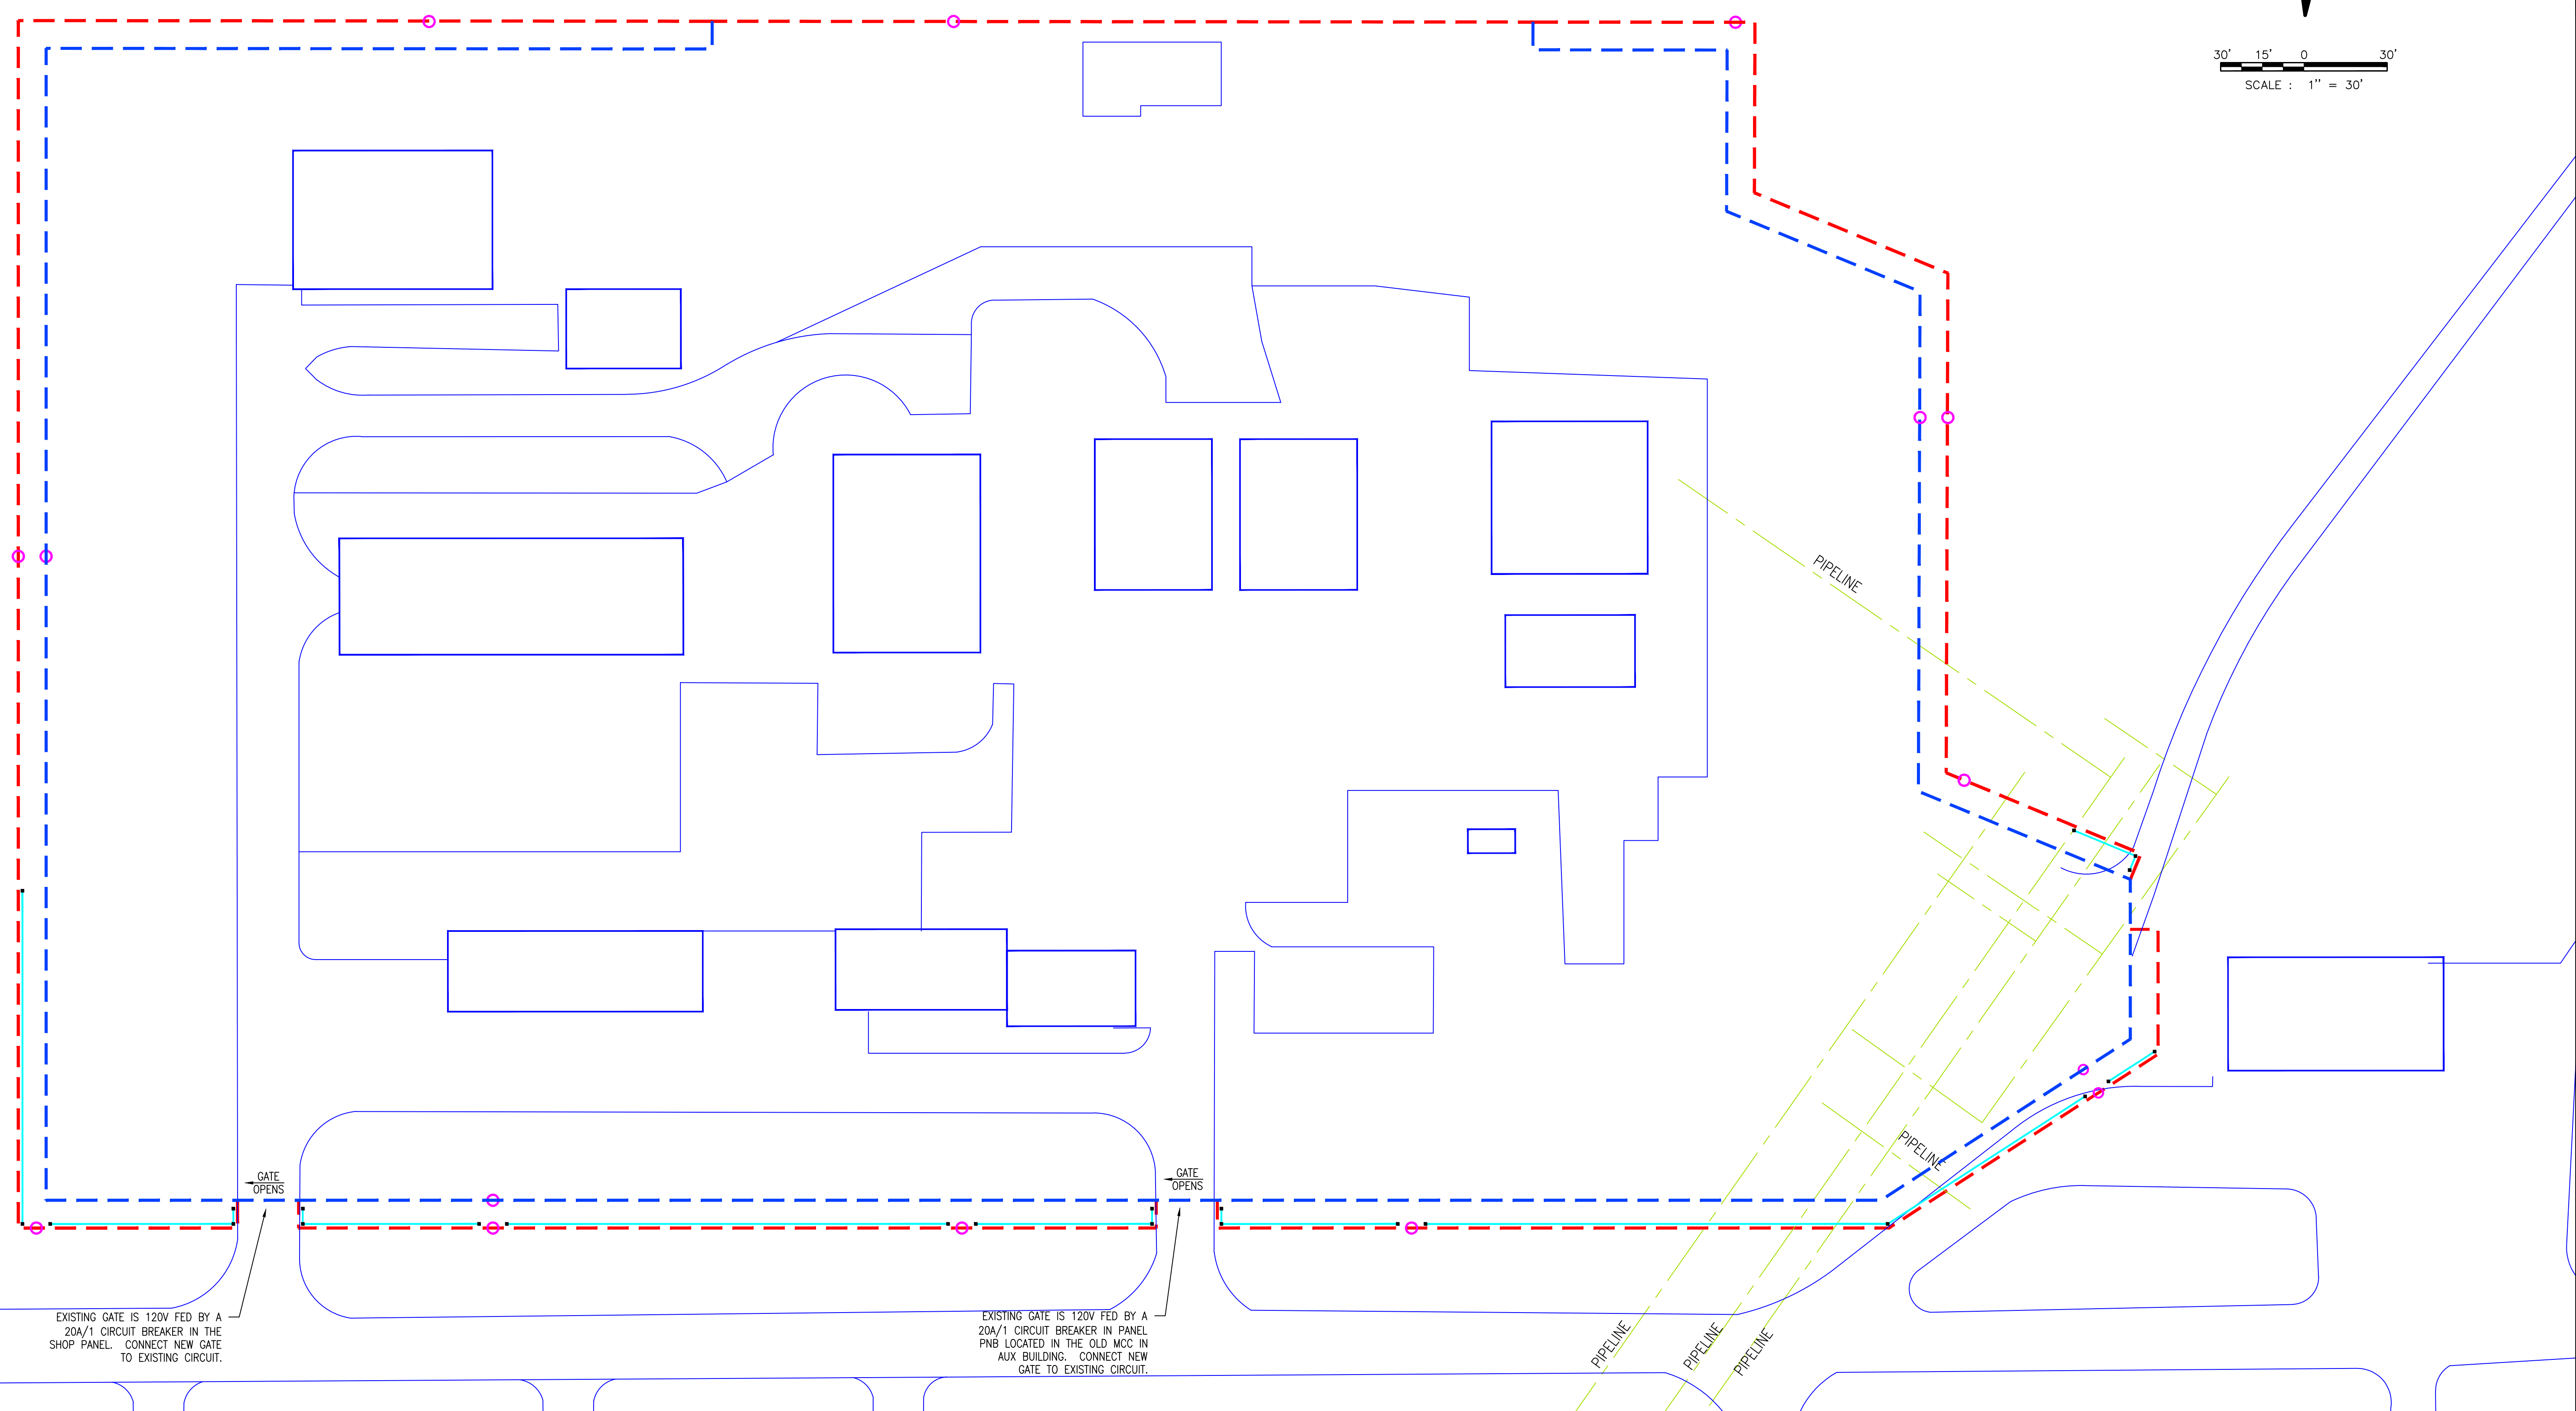 30' 15' 0 30'
SCALE : 1" = 30'
PIPELINE
PIPELINE
GATE
OPENS
GATE
OPENS
EXISTING GATE IS 120V FED BY A
20A/1 CIRCUIT BREAKER IN THE
SHOP PANEL. CONNECT NEW GATE
TO EXISTING CIRCUIT.
EXISTING GATE IS 120V FED BY A
20A/1 CIRCUIT BREAKER IN PANEL
PNB LOCATED IN THE OLD MCC IN
AUX BUILDING. CONNECT NEW
GATE TO EXISTING CIRCUIT.
PIPELINE
PIPELINE
PIPELINE